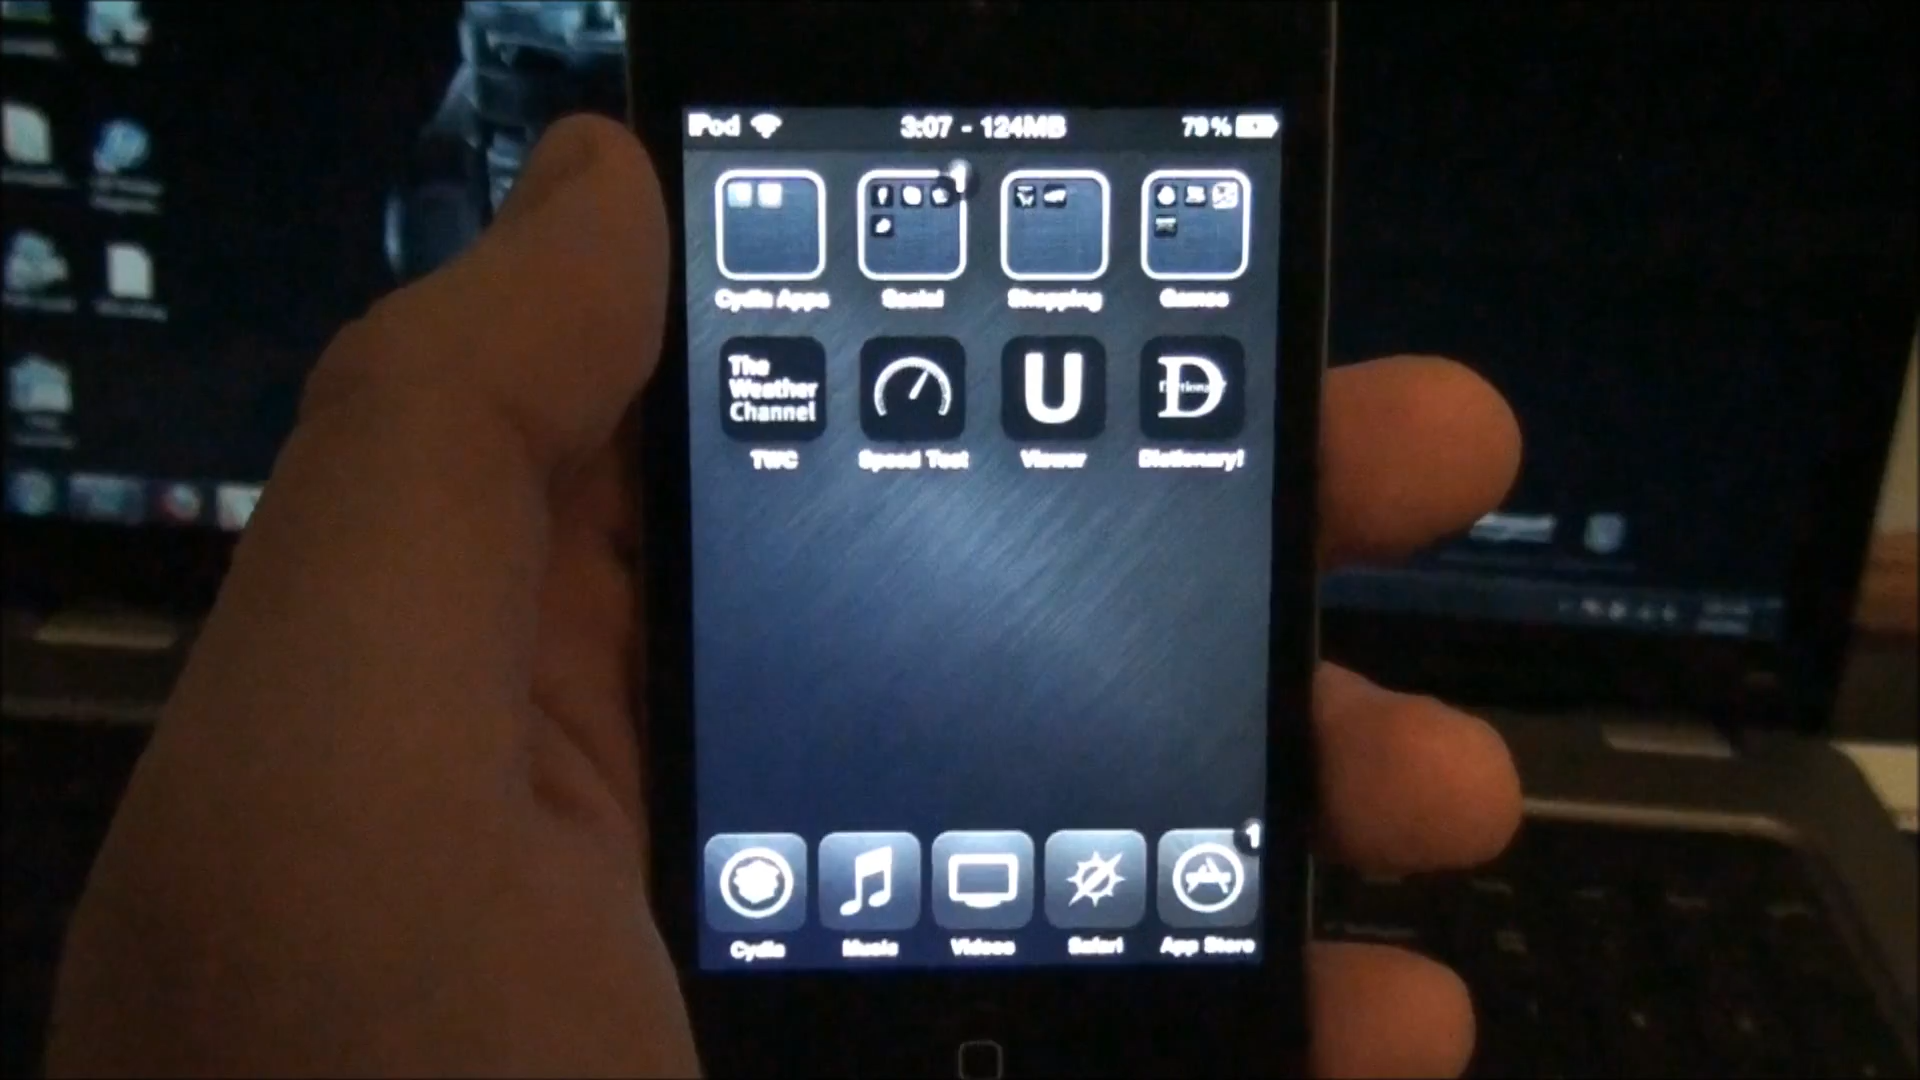 iPod 3:07 - 124MB 79%
1
Cydia Apps Social Shopping Games
The
Weather
Channel
U
D
TWC Speed Test Viewer Dictionary!
1
Cydia Music Videos Safari App Store